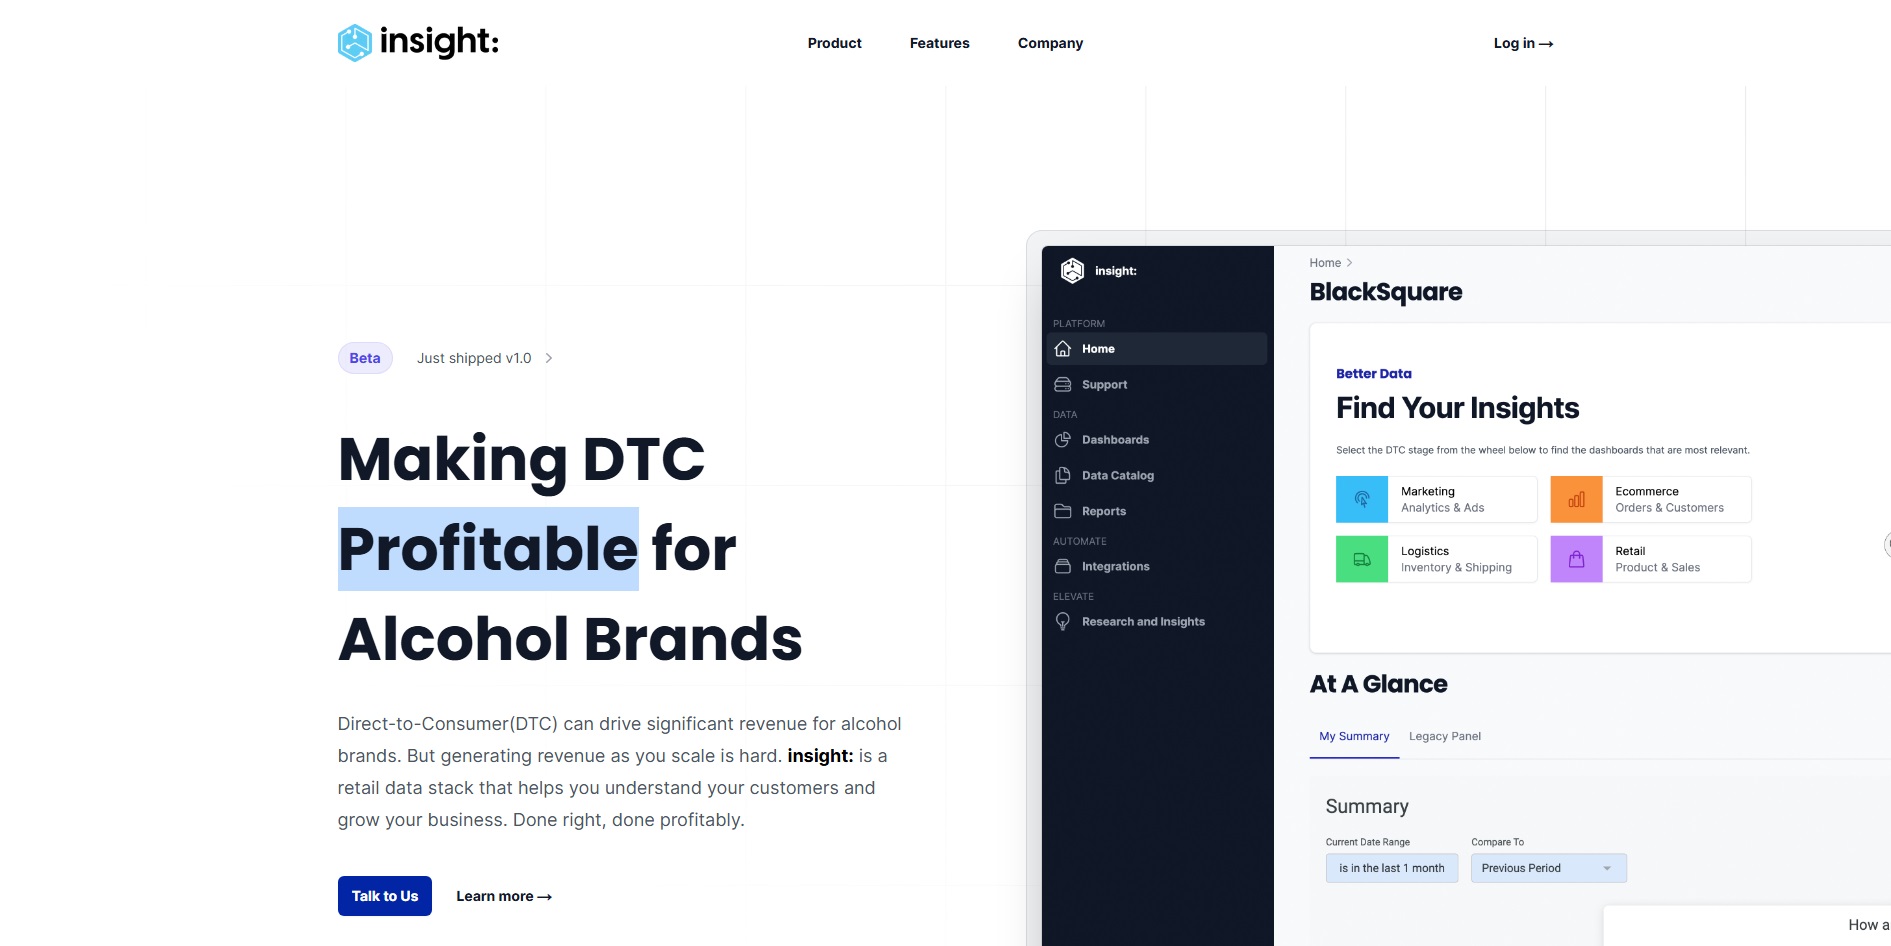 insight:
Product
Features
Company
Log in →
Beta
Just shipped v1.0
Making DTC
Profitable for
Alcohol Brands
Direct-to-Consumer(DTC) can drive significant revenue for alcohol
brands. But generating revenue as you scale is hard. insight: is a
retail data stack that helps you understand your customers and
grow your business. Done right, done profitably.
Talk to Us
Learn more →
insight:
PLATFORM
Home
Support
DATA
Dashboards
Data Catalog
Reports
AUTOMATE
Integrations
ELEVATE
Research and Insights
Home
BlackSquare
Better Data
Find Your Insights
Select the DTC stage from the wheel below to find the dashboards that are most relevant.
Marketing
Analytics & Ads
Ecommerce
Orders & Customers
Logistics
Inventory & Shipping
Retail
Product & Sales
At A Glance
My Summary
Legacy Panel
Summary
Current Date Range
Compare To
is in the last 1 month
Previous Period
How a